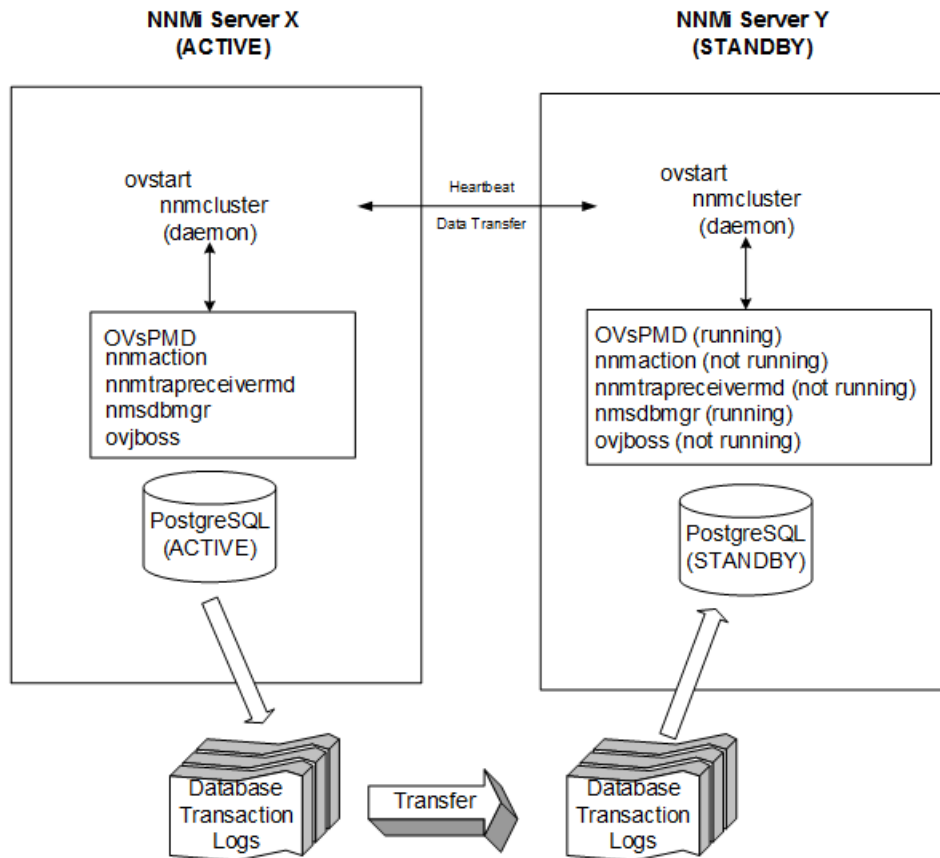 NNMi Server X
(ACTIVE)
NNMi Server Y
(STANDBY)
ovstart
nnmcluster
(daemon)
Heartbeat
Data Transfer
ovstart
nnmcluster
(daemon)
OVsPMD
nnmaction
nnmtrapreceivermd
nmsdbmgr
ovjboss
OVsPMD (running)
nnmaction (not running)
nnmtrapreceivermd (not running)
nmsdbmgr (running)
ovjboss (not running)
PostgreSQL
(ACTIVE)
PostgreSQL
(STANDBY)
Database
Transaction
Logs
Transfer
Database
Transaction
Logs